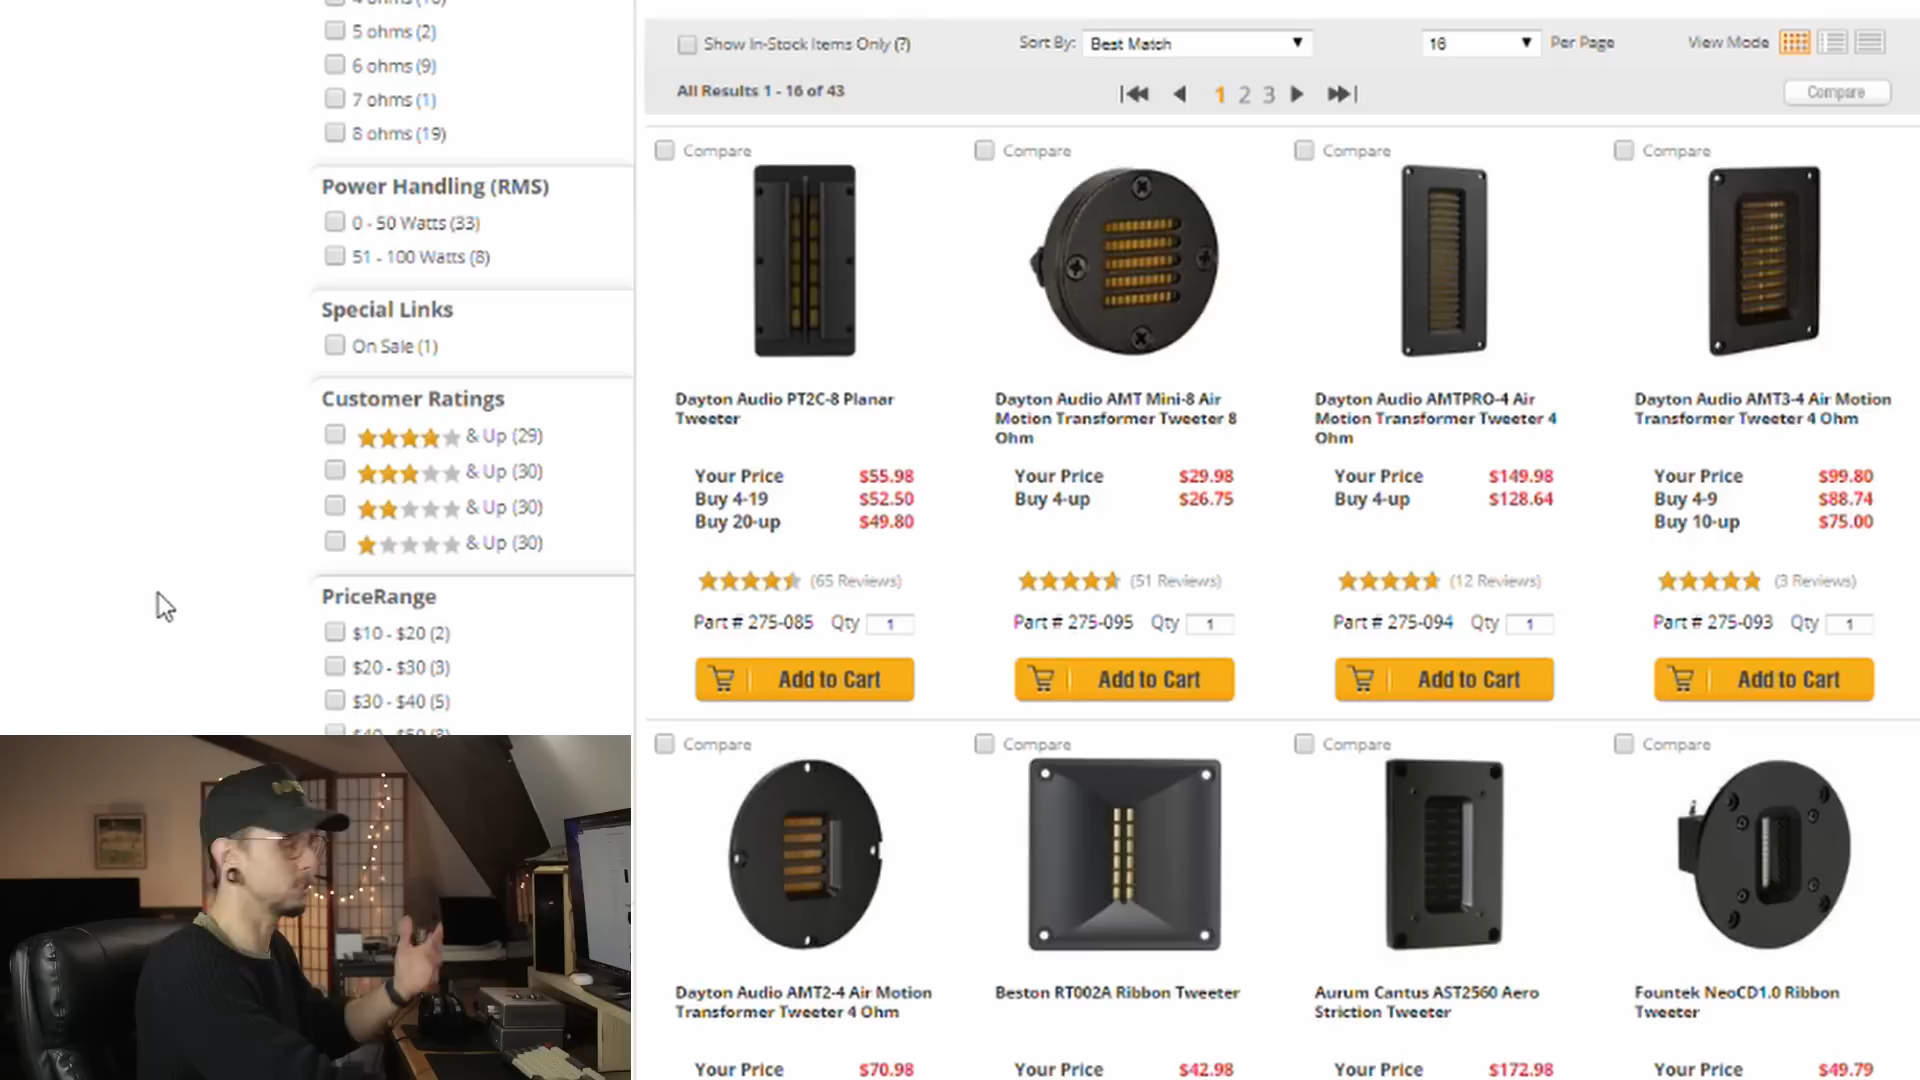 5 ohms (2)
6 ohms (9)
7 ohms (1)
8 ohms (19)
Power Handling (RMS)
0 - 50 Watts (33)
51 - 100 Watts (8)
Special Links
On Sale (1)
Customer Ratings
& Up (29)
& Up (30)
& Up (30)
& Up (30)
PriceRange
$10 - $20 (2)
$20 - $30 (3)
$30 - $40 (5)
Show In-Stock Items Only (?)
Sort By: Best Match
16 Per Page
View Mode
All Results 1 - 16 of 43
1 2 3
Compare
Compare
Compare
Compare
Compare
Dayton Audio PT2C-8 Planar
Tweeter
Your Price $55.98
Buy 4-19 $52.50
Buy 20-up $49.80
(65 Reviews)
Part # 275-085 Qty 1
Add to Cart
Dayton Audio AMT Mini-8 Air
Motion Transformer Tweeter 8
Ohm
Your Price $29.98
Buy 4-up $26.75
(51 Reviews)
Part # 275-095 Qty 1
Add to Cart
Dayton Audio AMTPRO-4 Air
Motion Transformer Tweeter 4
Ohm
Your Price $149.98
Buy 4-up $128.64
(12 Reviews)
Part # 275-094 Qty 1
Add to Cart
Dayton Audio AMT3-4 Air Motion
Transformer Tweeter 4 Ohm
Your Price $99.80
Buy 4-9 $88.74
Buy 10-up $75.00
(3 Reviews)
Part # 275-093 Qty 1
Add to Cart
Compare
Compare
Compare
Compare
Dayton Audio AMT2-4 Air Motion
Transformer Tweeter 4 Ohm
Your Price $70.98
Beston RT002A Ribbon Tweeter
Your Price $42.98
Aurum Cantus AST2560 Aero
Striction Tweeter
Your Price $172.98
Fountek NeoCD1.0 Ribbon
Tweeter
Your Price $49.79